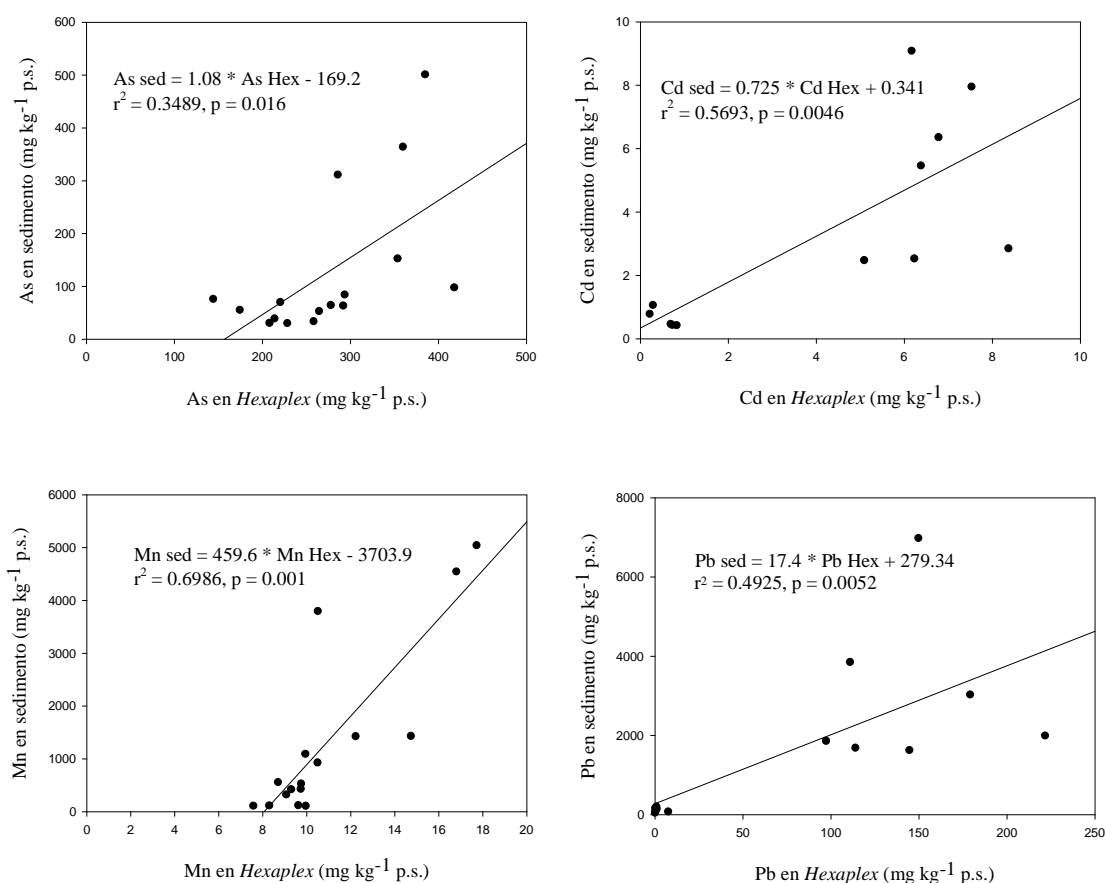 600
500
400
300
200
100
0
As en sedimento (mg kg-1 p.s.)
As sed = 1.08 * As Hex - 169.2
r2 = 0.3489, p = 0.016
0 100 200 300 400 500
As en Hexaplex (mg kg-1 p.s.)
10
8
6
4
2
0
Cd en sedimento (mg kg-1 p.s.)
Cd sed = 0.725 * Cd Hex + 0.341
r2 = 0.5693, p = 0.0046
0 2 4 6 8 10
Cd en Hexaplex (mg kg-1 p.s.)
6000
5000
4000
3000
2000
1000
0
Mn en sedimento (mg kg-1 p.s.)
Mn sed = 459.6 * Mn Hex - 3703.9
r2 = 0.6986, p = 0.001
0 2 4 6 8 10 12 14 16 18 20
Mn en Hexaplex (mg kg-1 p.s.)
8000
6000
4000
2000
0
Pb en sedimento (mg kg-1 p.s.)
Pb sed = 17.4 * Pb Hex + 279.34
r² = 0.4925, p = 0.0052
0 50 100 150 200 250
Pb en Hexaplex (mg kg-1 p.s.)